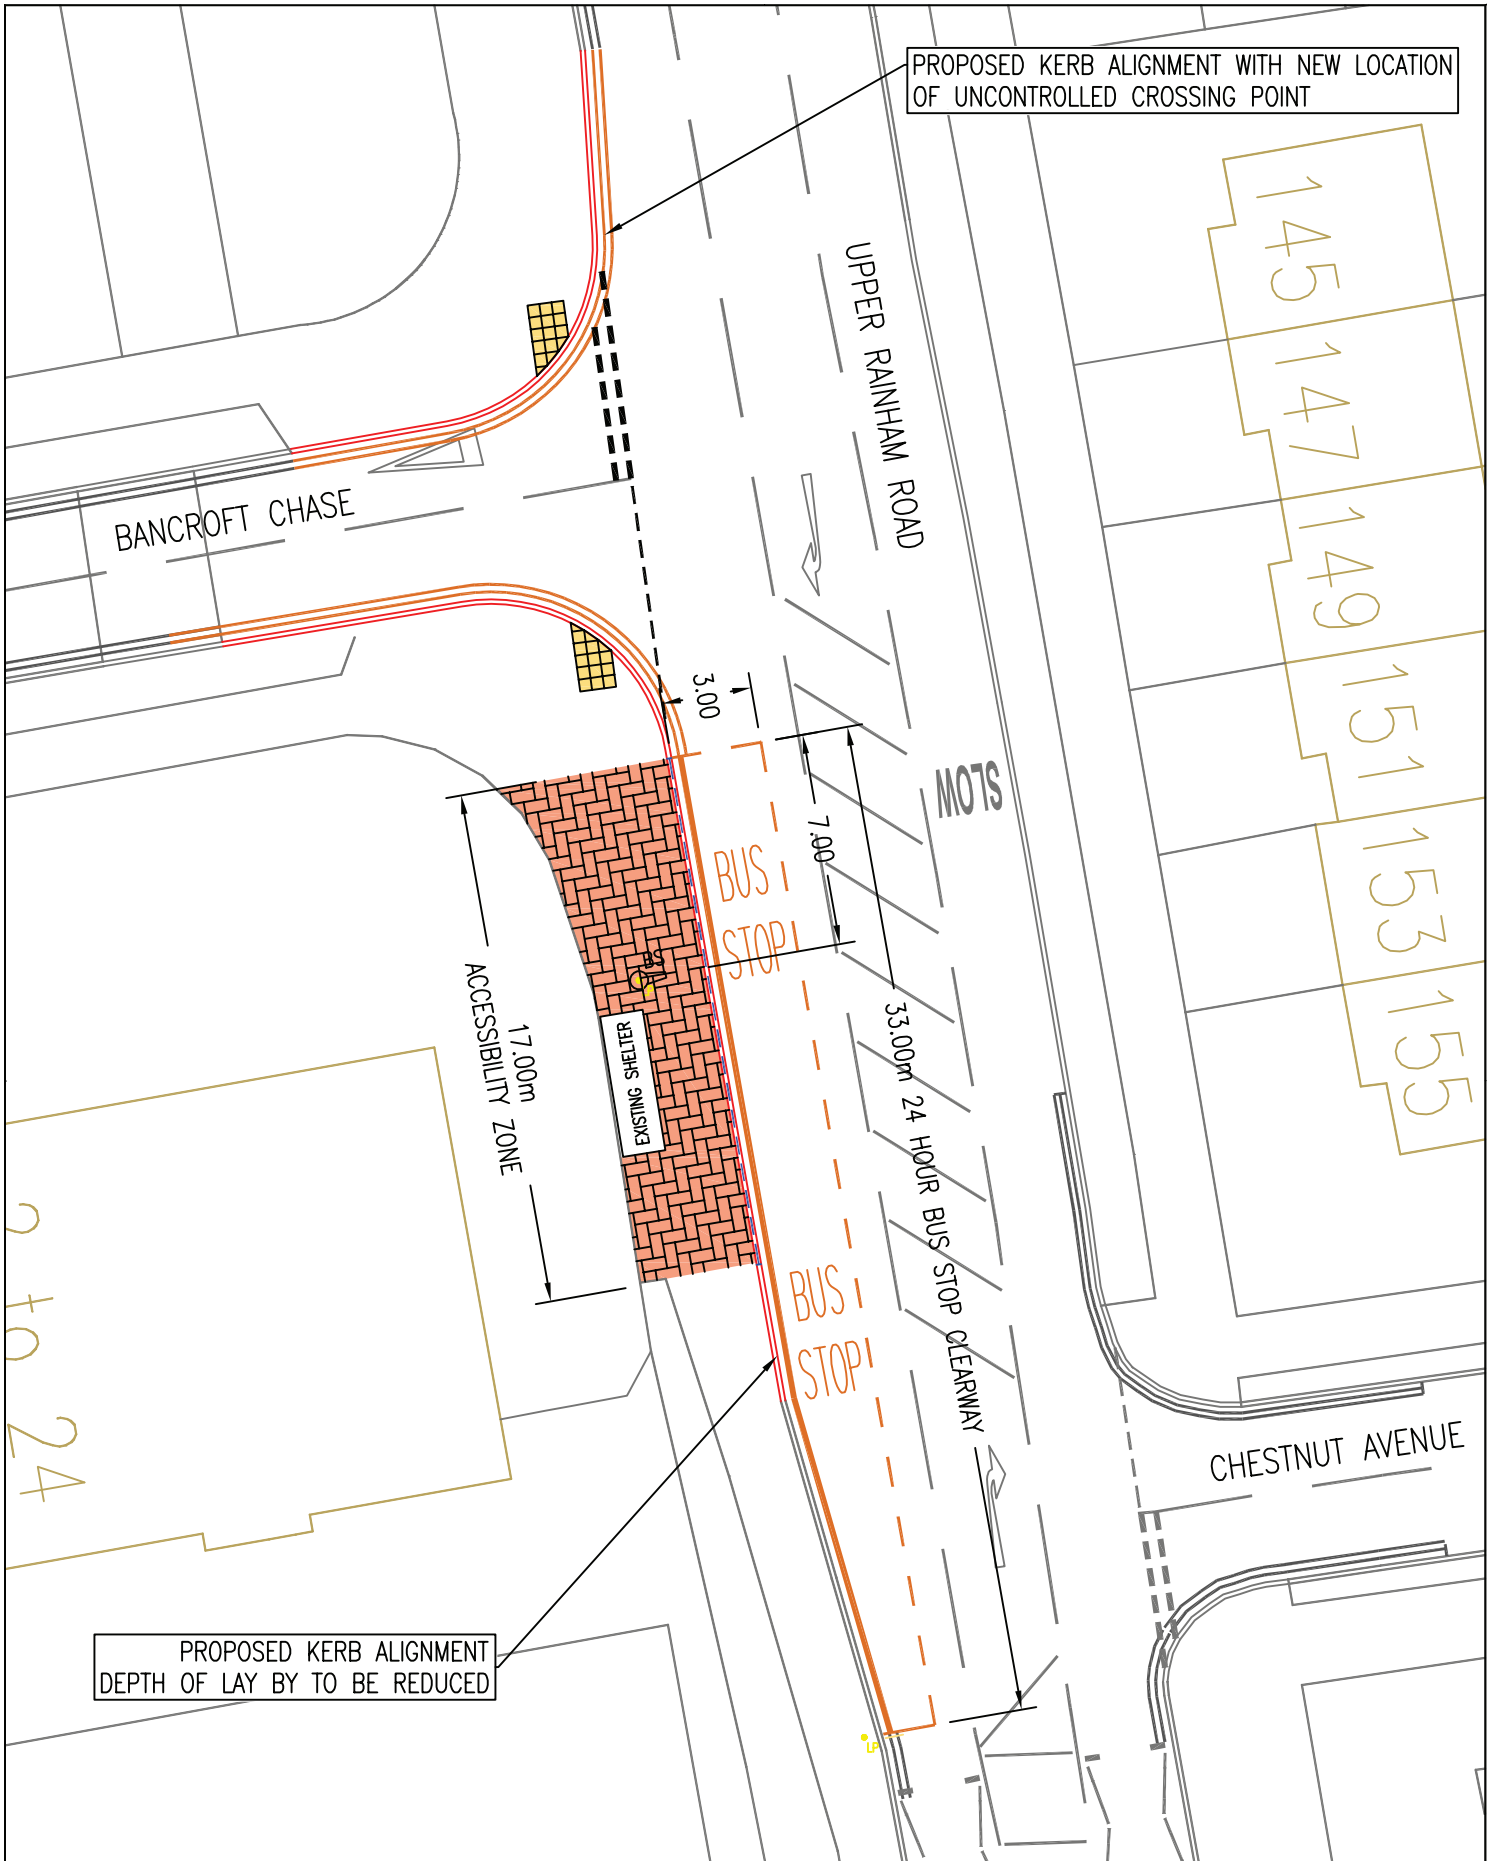 PROPOSED KERB ALIGNMENT WITH NEW LOCATION
OF UNCONTROLLED CROSSING POINT
145
147
149
151
153
155
UPPER RAINHAM ROAD
BANCROFT CHASE
3.00
7.00
SLOW
BUS
STOP
BS
LP
EXISTING SHELTER
17.00m
ACCESSIBILITY ZONE
33.00m 24 HOUR BUS STOP CLEARWAY
BUS
STOP
2 to 24
CHESTNUT AVENUE
PROPOSED KERB ALIGNMENT
DEPTH OF LAY BY TO BE REDUCED
LP